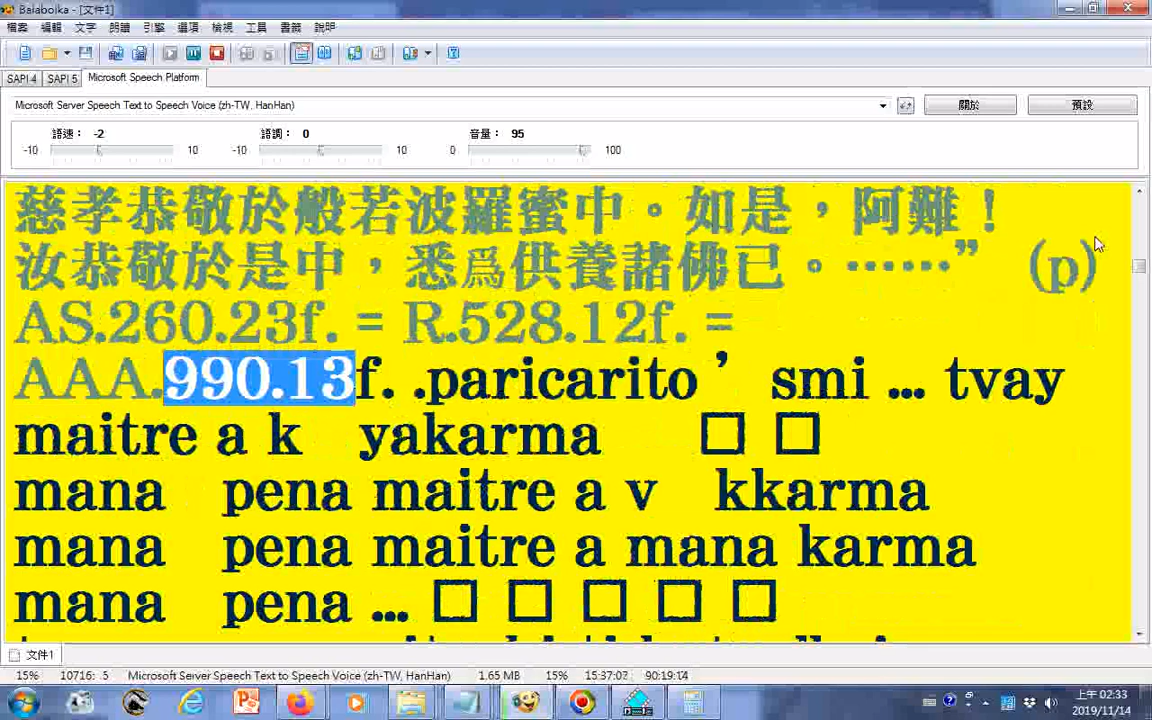 Balabolka - [文件1]
檔案 編輯 文字 朗讀 引擎 選項 檢視 工具 書籤 說明
SAPI 4 SAPI 5 Microsoft Speech Platform
Microsoft Server Speech Text to Speech Voice (zh-TW, HanHan) 關於 預設
語速： -2 語調： 0 音量： 95
-10 10 -10 10 0 100
慈孝恭敬於般若波羅蜜中。如是，阿難！
汝恭敬於是中，悉爲供養諸佛已。……” (p)
AS.260.23f. = R.528.12f. =
AAA.990.13f. .paricarito’ smi … tvay
maitre a k yakarma □ □
mana pena maitre a v kkarma
mana pena maitre a mana karma
mana pena … □ □ □ □ □
文件1
15% 10716: 5 Microsoft Server Speech Text to Speech Voice (zh-TW, HanHan) 1.65 MB 15% 15:37:02 90:19:14
上午 02:33
2019/11/14